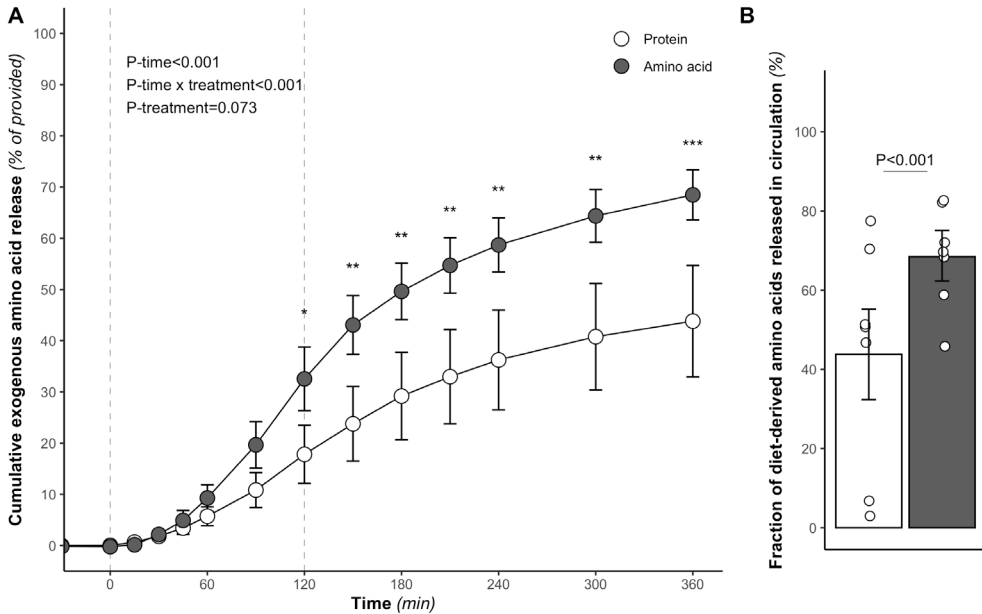 A
Cumulative exogenous amino acid release (% of provided)
100
90
80
70
60
50
40
30
20
10
0
P-time<0.001
P-time x treatment<0.001
P-treatment=0.073
Protein
Amino acid
*
**
**
**
**
**
***
0
60
120
180
240
300
360
Time (min)
B
Fraction of diet-derived amino acids released in circulation (%)
100
80
60
40
20
0
P<0.001